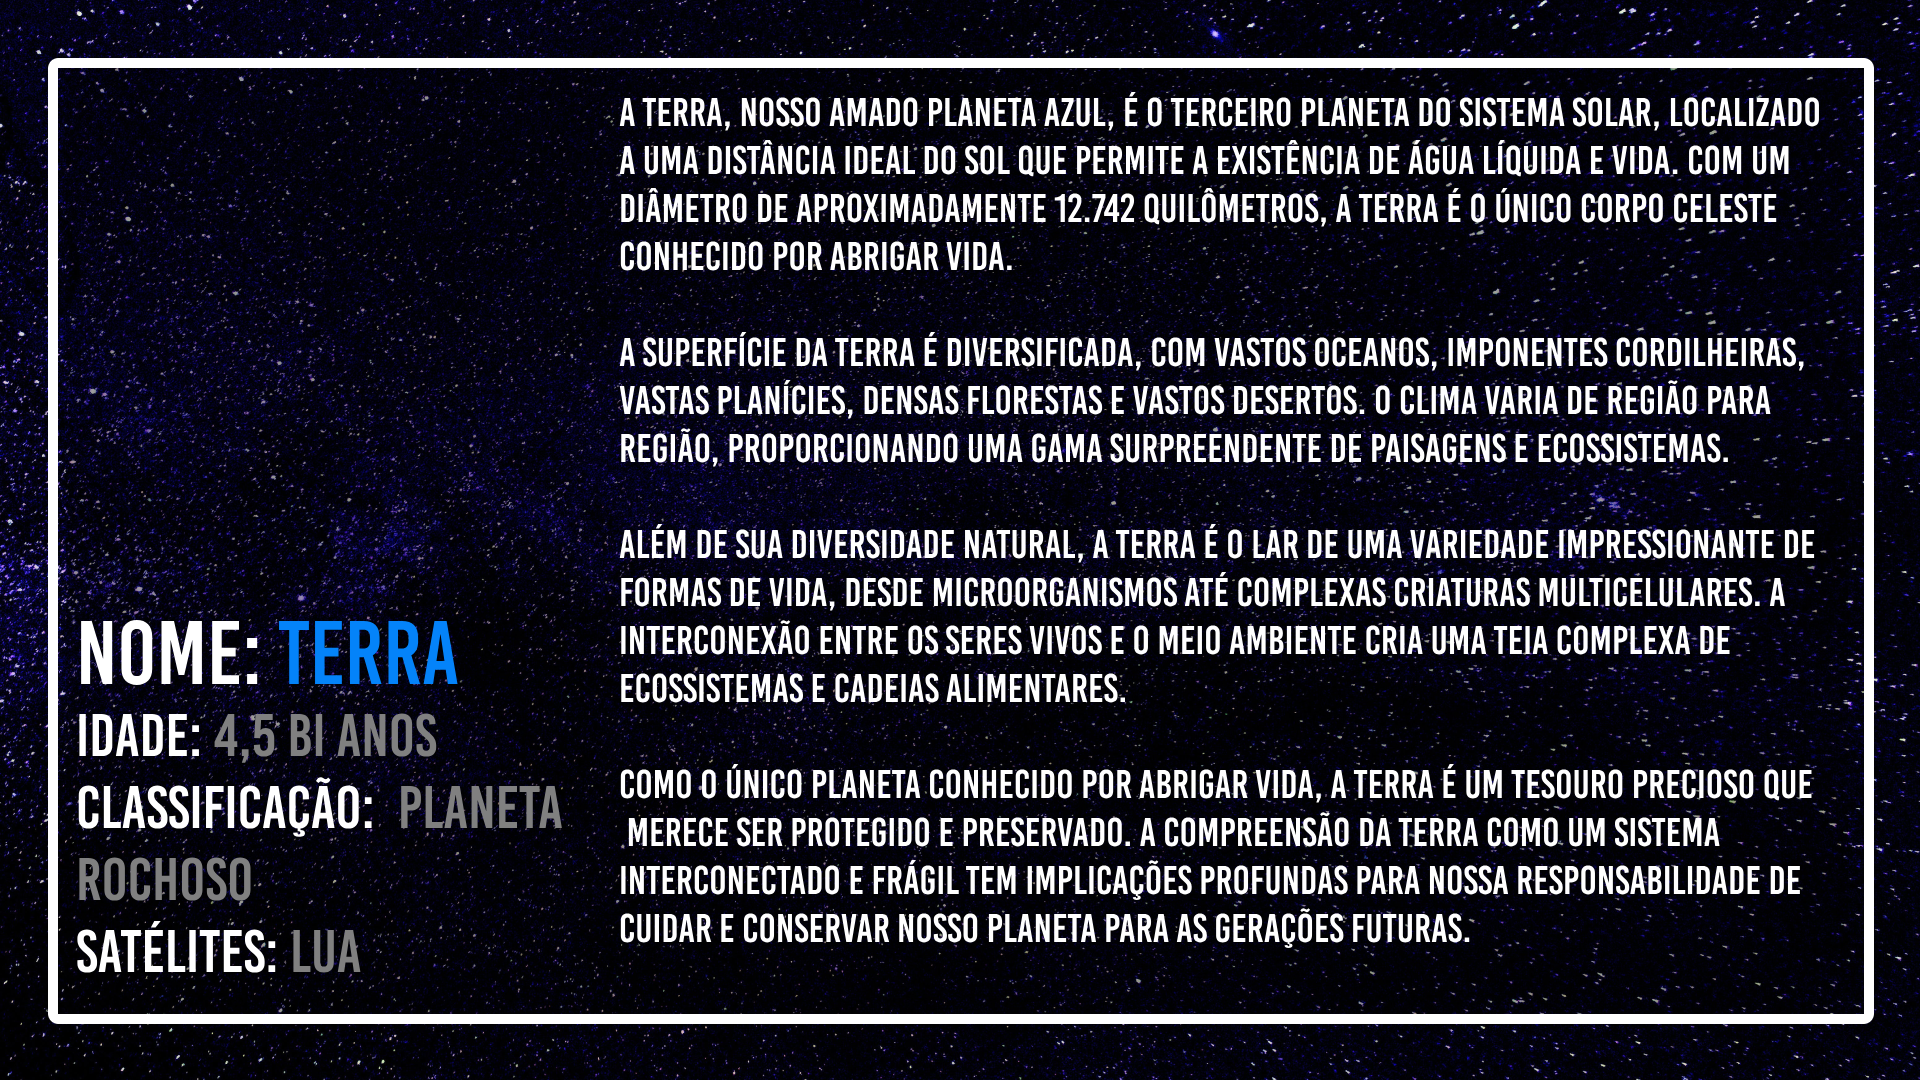 A TERRA, NOSSO AMADO PLANETA AZUL, É O TERCEIRO PLANETA DO SISTEMA SOLAR, LOCALIZADO
A UMA DISTÂNCIA IDEAL DO SOL QUE PERMITE A EXISTÊNCIA DE ÁGUA LÍQUIDA E VIDA. COM UM
DIÂMETRO DE APROXIMADAMENTE 12.742 QUILÔMETROS, A TERRA É O ÚNICO CORPO CELESTE
CONHECIDO POR ABRIGAR VIDA.
A SUPERFÍCIE DA TERRA É DIVERSIFICADA, COM VASTOS OCEANOS, IMPONENTES CORDILHEIRAS,
VASTAS PLANÍCIES, DENSAS FLORESTAS E VASTOS DESERTOS. O CLIMA VARIA DE REGIÃO PARA
REGIÃO, PROPORCIONANDO UMA GAMA SURPREENDENTE DE PAISAGENS E ECOSSISTEMAS.
ALÉM DE SUA DIVERSIDADE NATURAL, A TERRA É O LAR DE UMA VARIEDADE IMPRESSIONANTE DE
FORMAS DE VIDA, DESDE MICROORGANISMOS ATÉ COMPLEXAS CRIATURAS MULTICELULARES. A
INTERCONEXÃO ENTRE OS SERES VIVOS E O MEIO AMBIENTE CRIA UMA TEIA COMPLEXA DE
ECOSSISTEMAS E CADEIAS ALIMENTARES.
COMO O ÚNICO PLANETA CONHECIDO POR ABRIGAR VIDA, A TERRA É UM TESOURO PRECIOSO QUE
MERECE SER PROTEGIDO E PRESERVADO. A COMPREENSÃO DA TERRA COMO UM SISTEMA
INTERCONECTADO E FRÁGIL TEM IMPLICAÇÕES PROFUNDAS PARA NOSSA RESPONSABILIDADE DE
CUIDAR E CONSERVAR NOSSO PLANETA PARA AS GERAÇÕES FUTURAS.
NOME: TERRA
IDADE: 4,5 BI ANOS
CLASSIFICAÇÃO: PLANETA
ROCHOSO
SATÉLITES: LUA